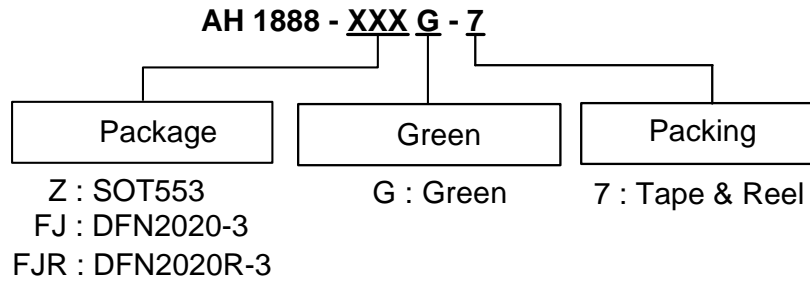 AH 1888 - XXX G - 7
Package
Green
Packing
Z : SOT553
FJ : DFN2020-3
FJR : DFN2020R-3
G : Green
7 : Tape & Reel